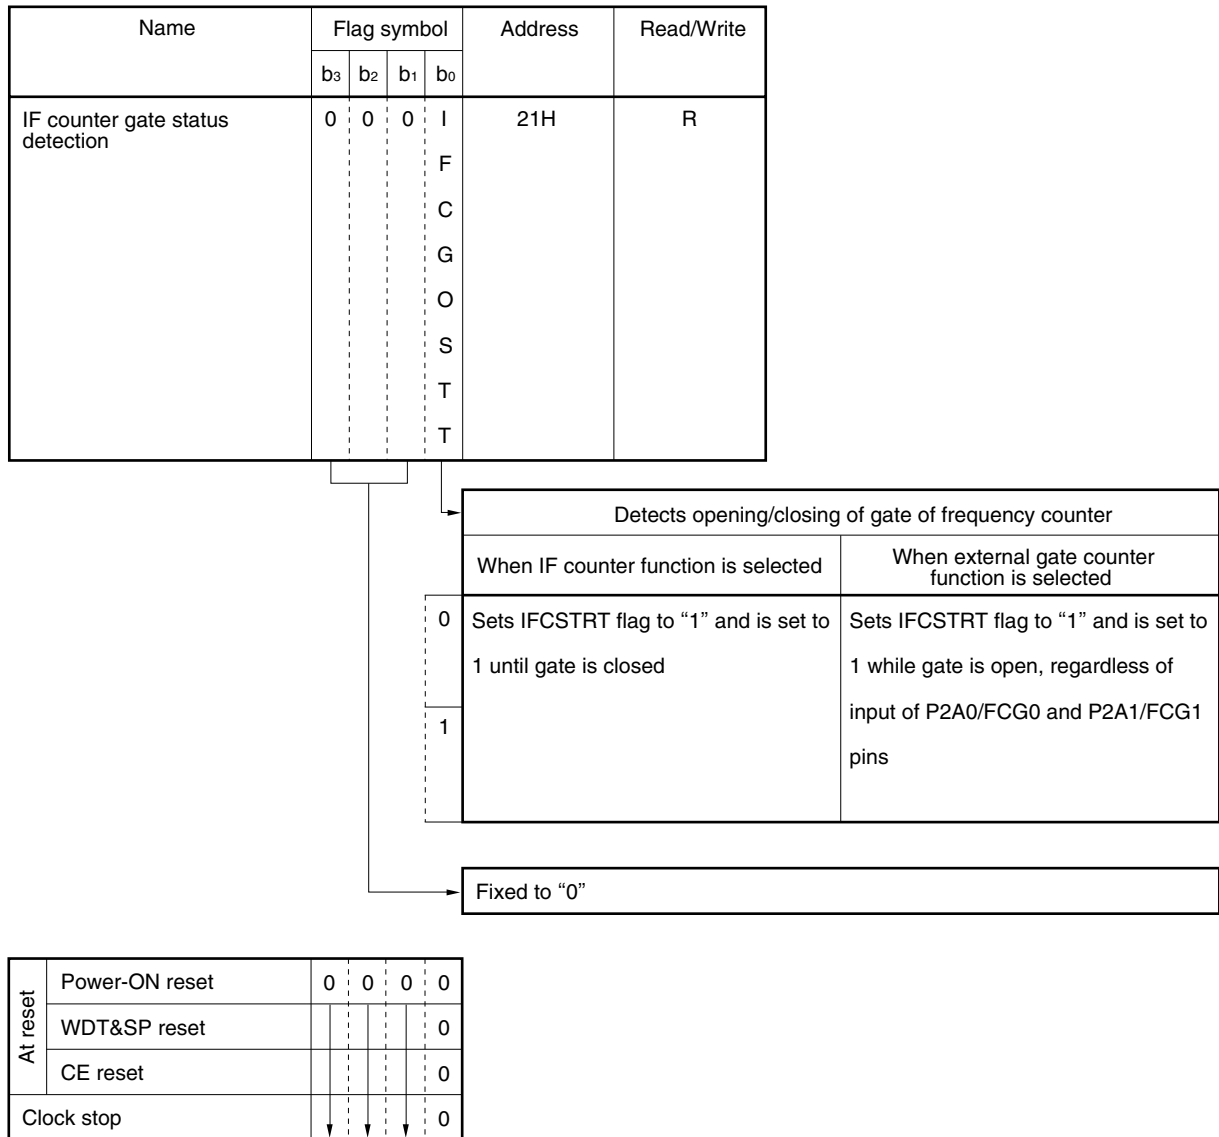 Name Flag symbol Address Read/Write
b3 b2 b1 b0
IF counter gate status 0 0 0 I 21H R
detection
F
C
G
O
S
T
T
Detects opening/closing of gate of frequency counter
When IF counter function is selected When external gate counter
function is selected
0 Sets IFCSTRT flag to “1” and is set to Sets IFCSTRT flag to “1” and is set to
1 until gate is closed 1 while gate is open, regardless of
1 input of P2A0/FCG0 and P2A1/FCG1
pins
Fixed to “0”
At reset Power-ON reset 0 0 0 0
WDT&SP reset 0
CE reset 0
Clock stop 0